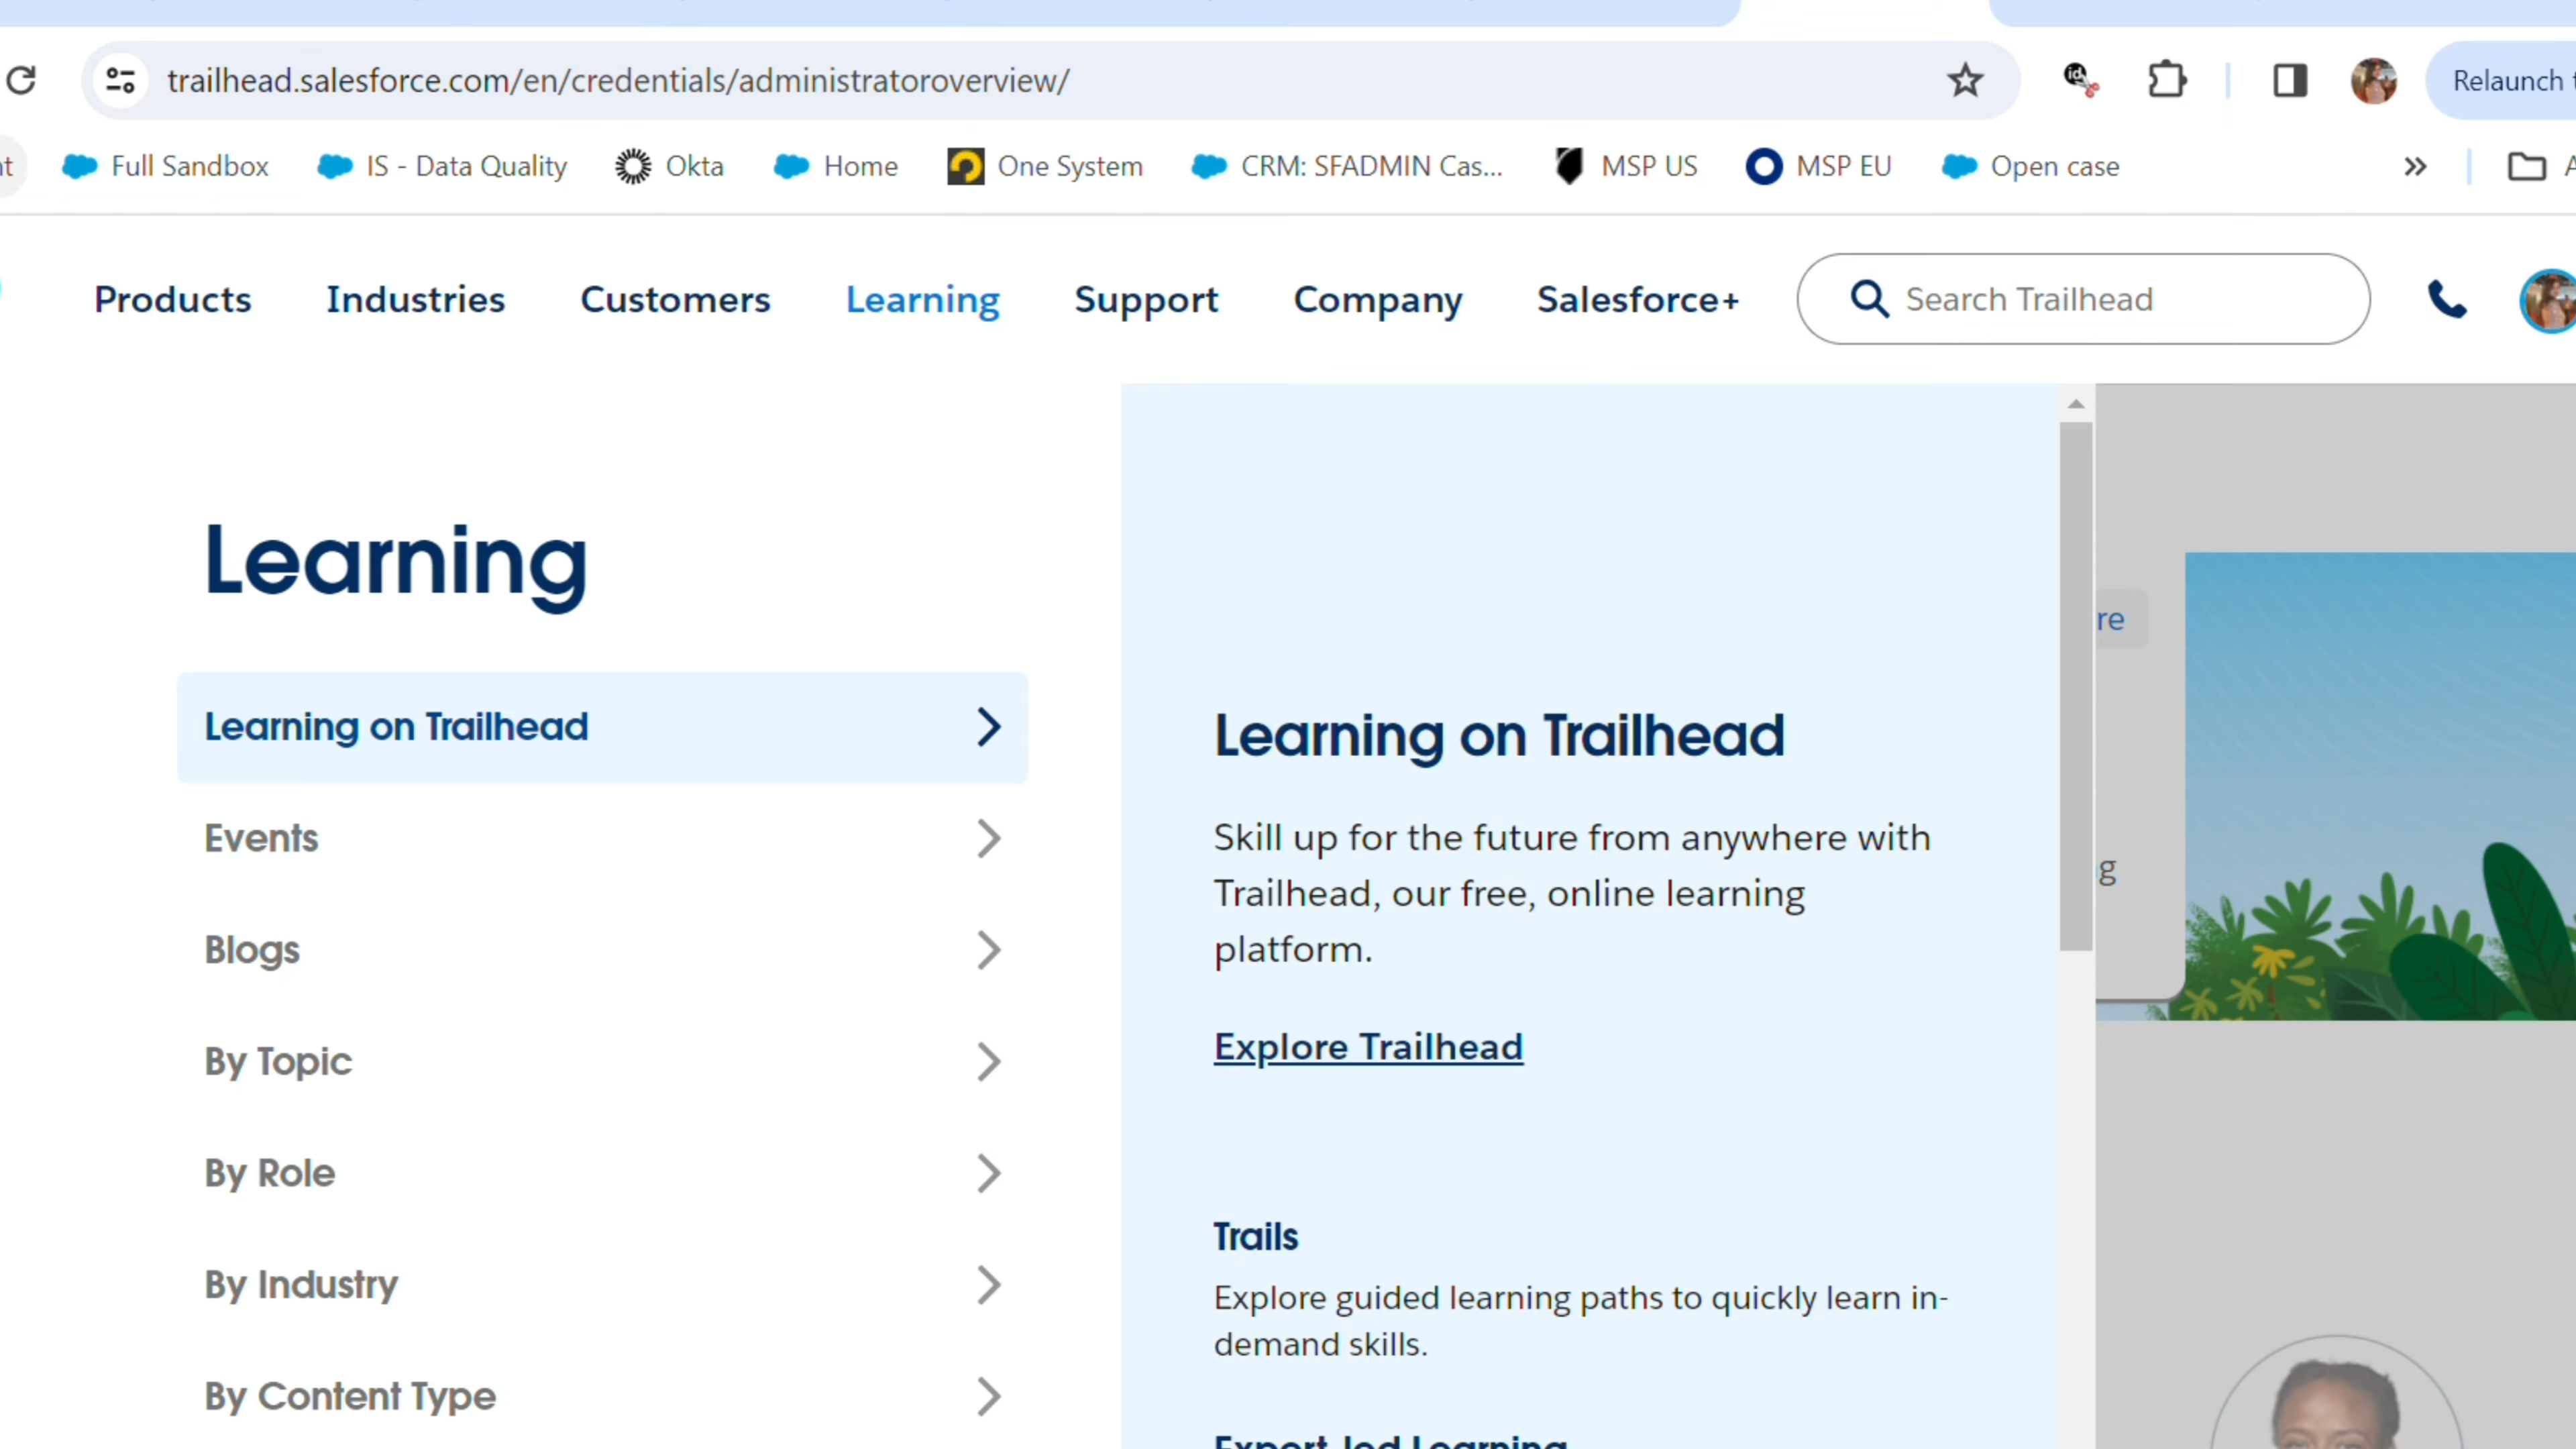 trailhead.salesforce.com/en/credentials/administratoroverview/
Relaunch
Full Sandbox
IS - Data Quality
Okta
Home
One System
CRM: SFADMIN Cas...
MSP US
MSP EU
Open case
Products
Industries
Customers
Learning
Support
Company
Salesforce+
Search Trailhead
Learning
Learning on Trailhead
Events
Blogs
By Topic
By Role
By Industry
By Content Type
Learning on Trailhead
Skill up for the future from anywhere with
Trailhead, our free, online learning
platform.
Explore Trailhead
Trails
Explore guided learning paths to quickly learn in-
demand skills.
Expert-led Learning
re
g